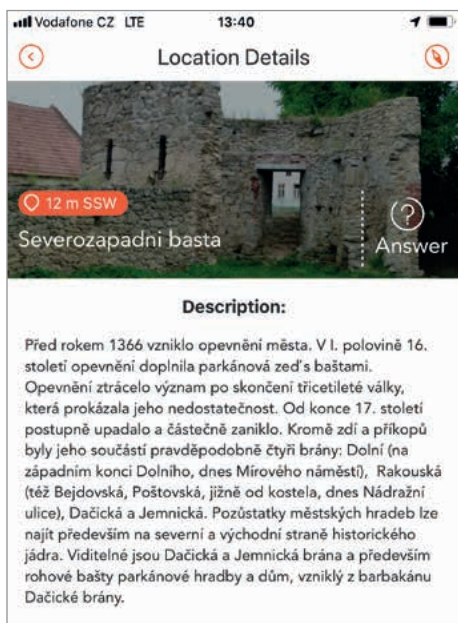 Vodafone CZ LTE 13:40
Location Details
12 m SSW
Severozapadni basta
?
Answer
Description:
Před rokem 1366 vzniklo opevnění města. V I. polovině 16.
století opevnění doplnila parkánová zeď s baštami.
Opevnění ztrácelo význam po skončení třicetileté války,
která prokázala jeho nedostatečnost. Od konce 17. století
postupně upadalo a částečně zaniklo. Kromě zdí a příkopů
byly jeho součástí pravděpodobně čtyři brány: Dolní (na
západním konci Dolního, dnes Mírového náměstí), Rakouská
(též Bejdovská, Poštovská, jižně od kostela, dnes Nádražní
ulice), Dačická a Jemnická. Pozůstatky městských hradeb lze
najít především na severní a východní straně historického
jádra. Viditelné jsou Dačická a Jemnická brána a především
rohové bašty parkánové hradby a dům, vzniklý z barbakánu
Dačické brány.